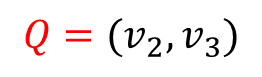 Q = (v₂, v₃)